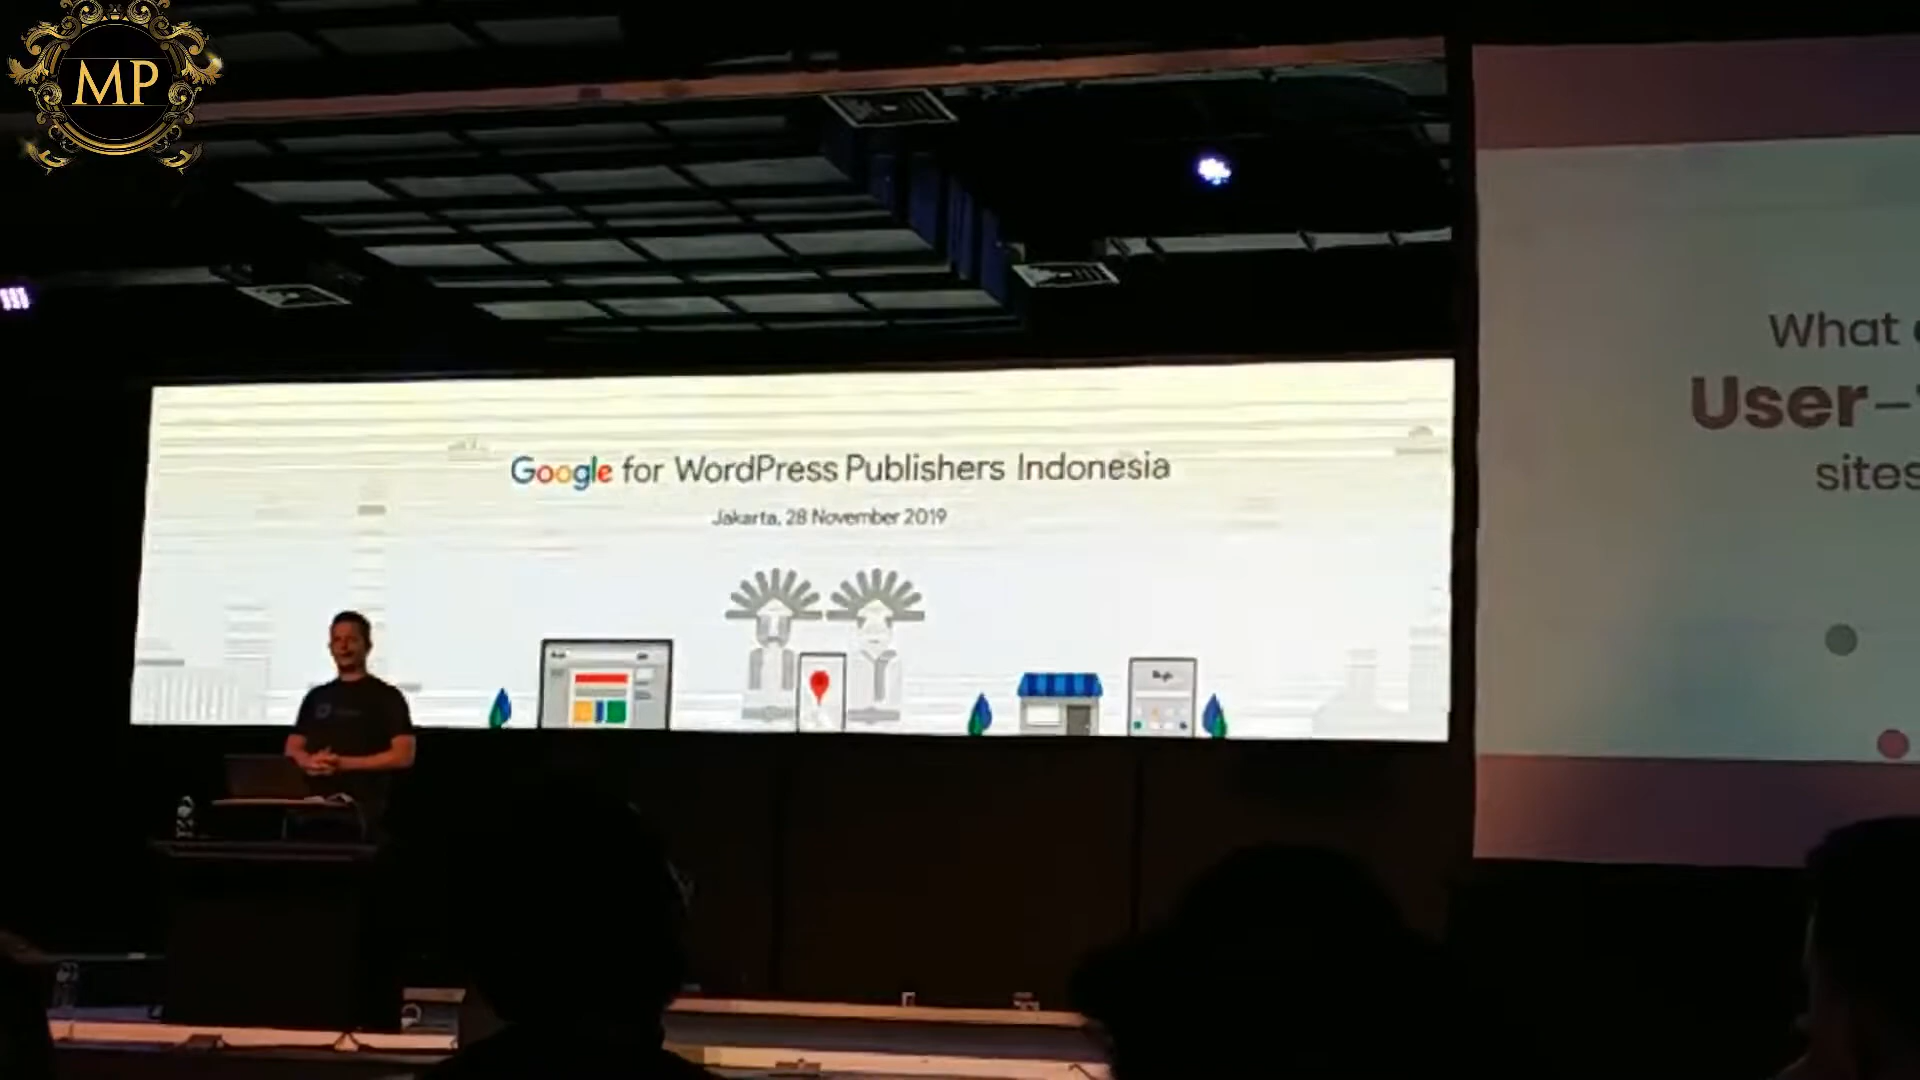 MP
Google for WordPress Publishers Indonesia
Jakarta, 28 November 2019
What
User-
sites